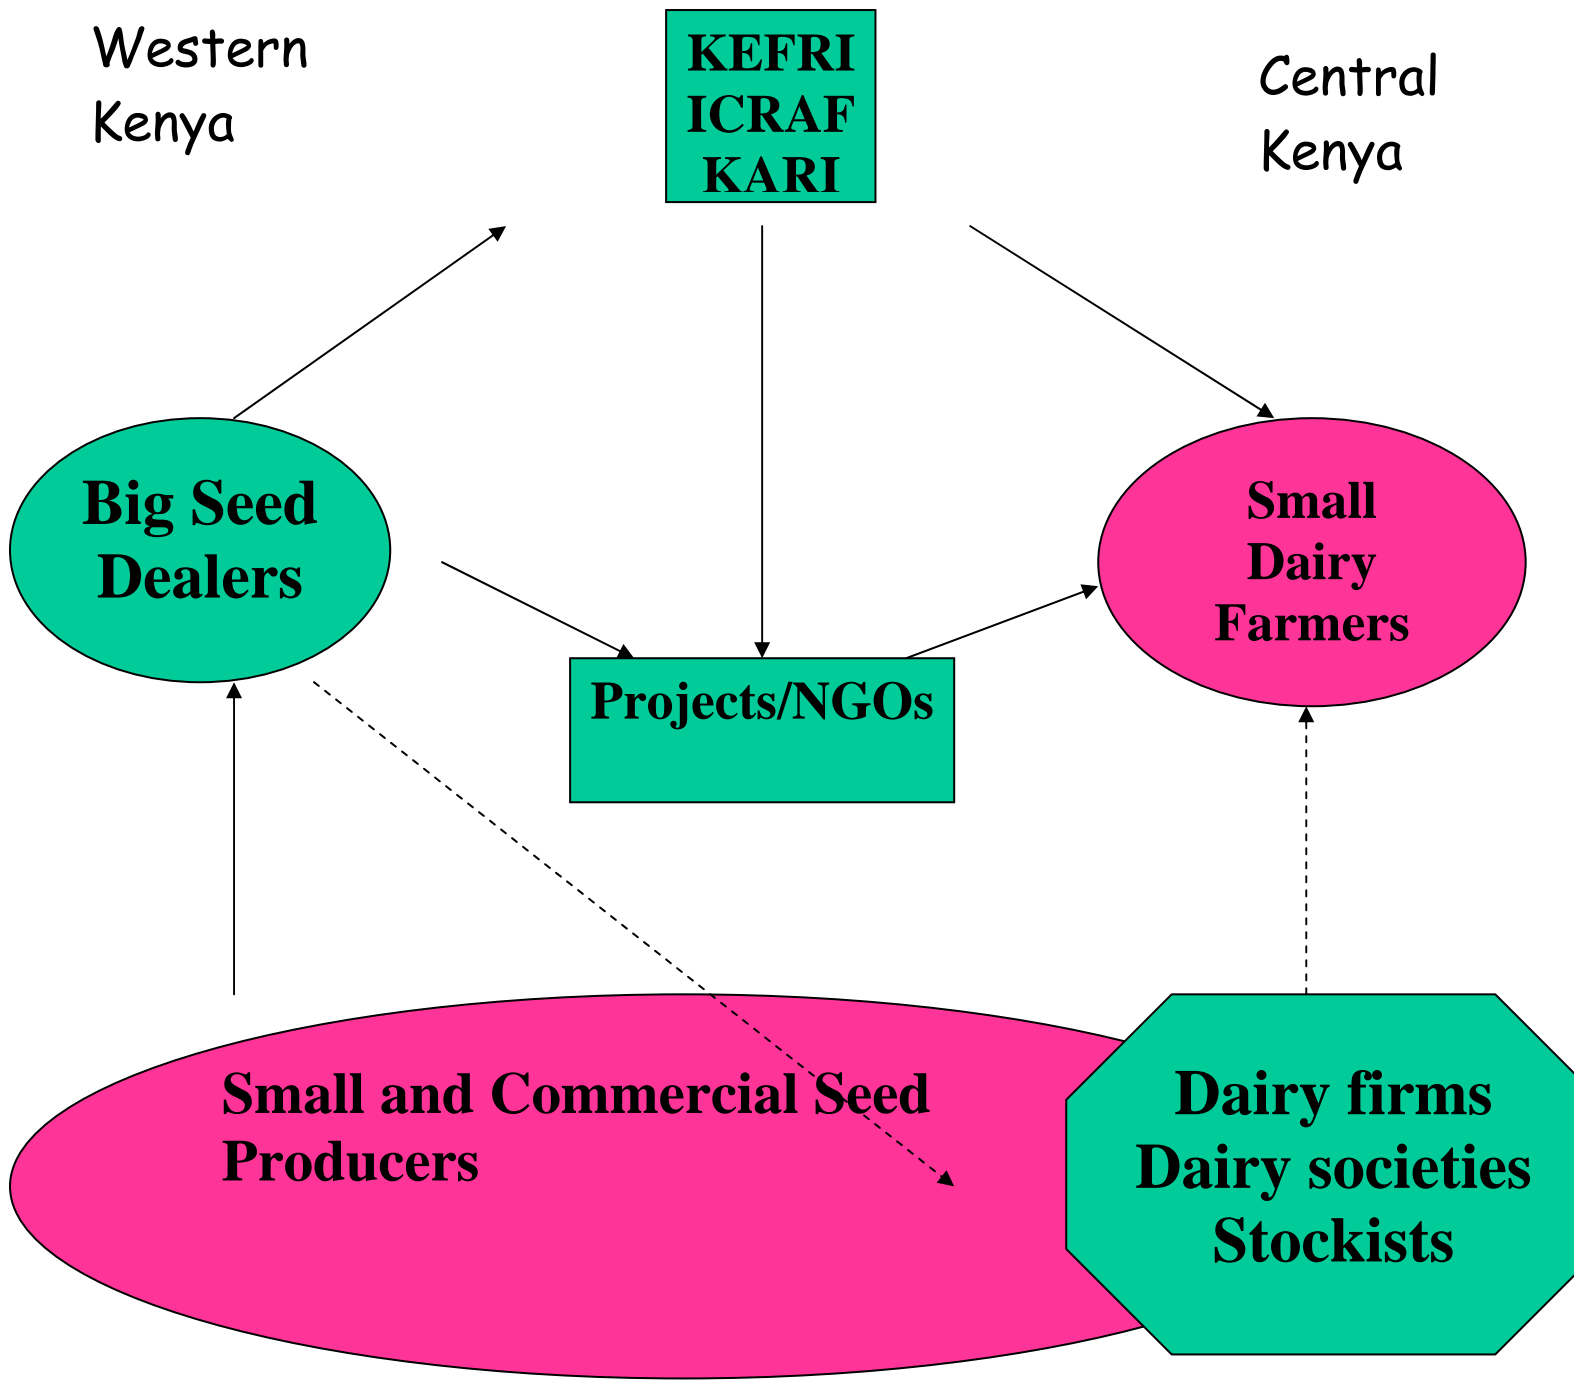 Western
Kenya
KEFRI
ICRAF
KARI
Central
Kenya
Big Seed
Dealers
Small
Dairy
Farmers
Projects/NGOs
Small and Commercial Seed
Producers
Dairy firms
Dairy societies
Stockists